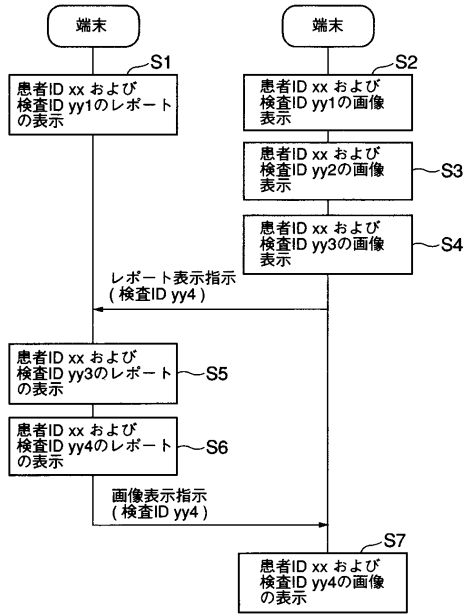 端末
端末
S1
患者ID xx および
検査ID yy1のレポート
の表示
S2
患者ID xx および
検査ID yy1の画像
表示
患者ID xx および
検査ID yy2の画像
表示
S3
患者ID xx および
検査ID yy3の画像
表示
S4
レポート表示指示
( 検査ID yy4 )
患者ID xx および
検査ID yy3のレポート
の表示
S5
患者ID xx および
検査ID yy4のレポート
の表示
S6
画像表示指示
( 検査ID yy4 )
S7
患者ID xx および
検査ID yy4の画像
の表示